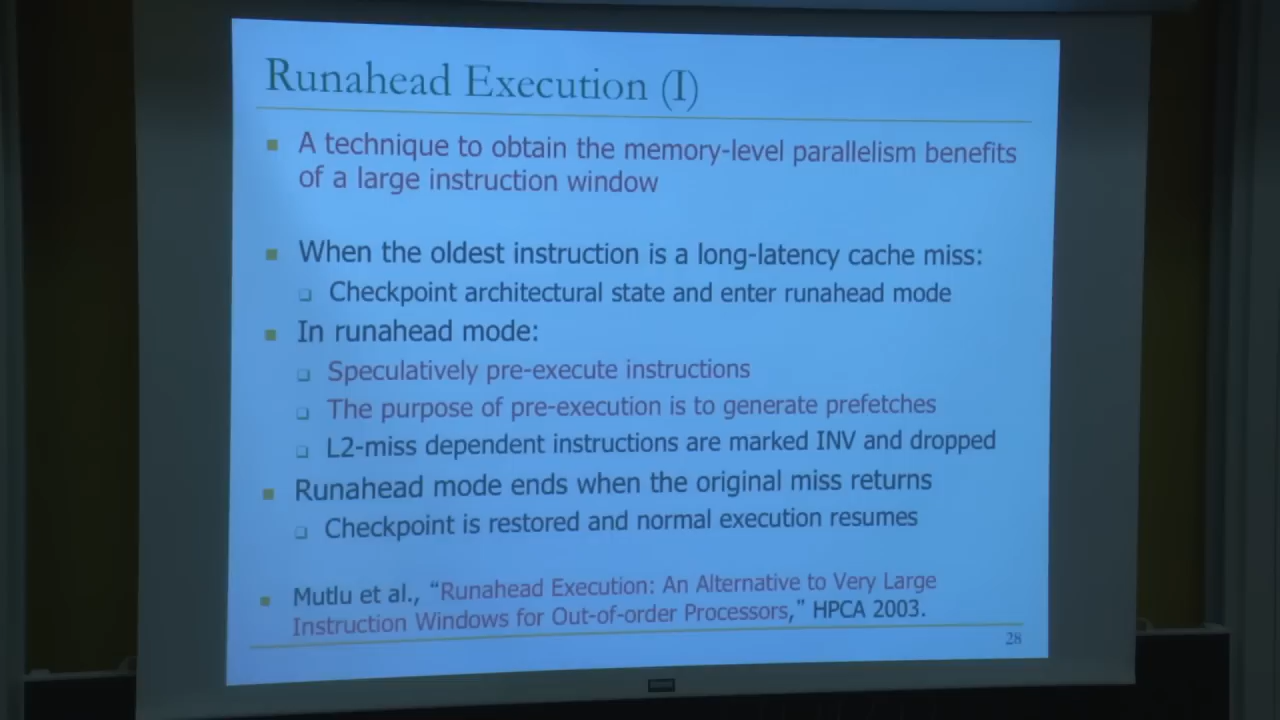 Runahead Execution (I)
A technique to obtain the memory-level parallelism benefits
of a large instruction window
When the oldest instruction is a long-latency cache miss:
Checkpoint architectural state and enter runahead mode
In runahead mode:
Speculatively pre-execute instructions
The purpose of pre-execution is to generate prefetches
L2-miss dependent instructions are marked INV and dropped
Runahead mode ends when the original miss returns
Checkpoint is restored and normal execution resumes
Mutlu et al., “Runahead Execution: An Alternative to Very Large
Instruction Windows for Out-of-order Processors,” HPCA 2003.
28